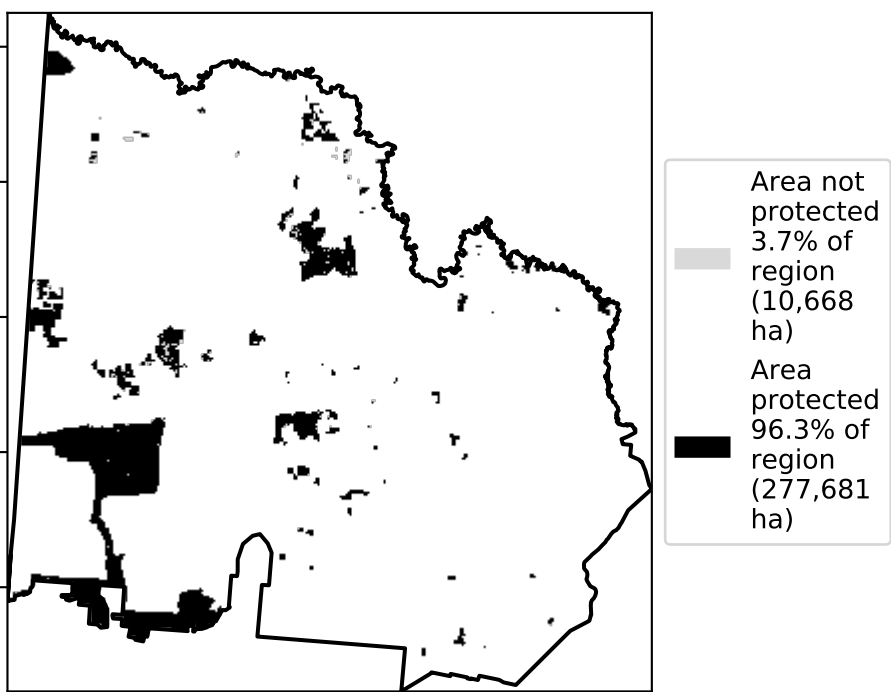 Area not
protected
3.7% of
region
(10,668
ha)
Area
protected
96.3% of
region
(277,681
ha)